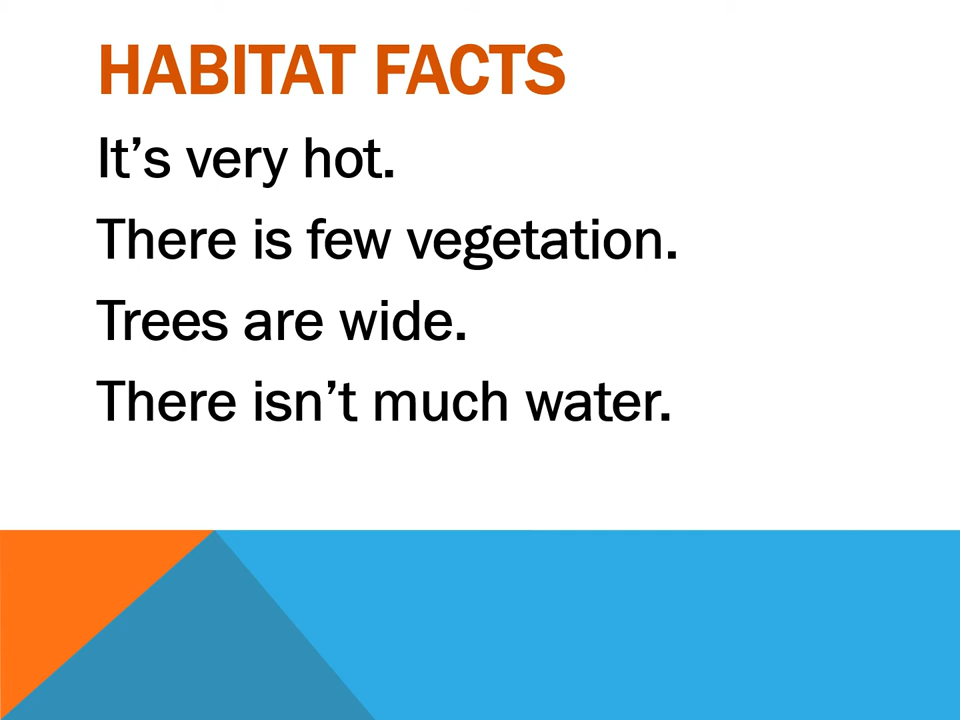 HABITAT FACTS
It’s very hot.
There is few vegetation.
Trees are wide.
There isn’t much water.